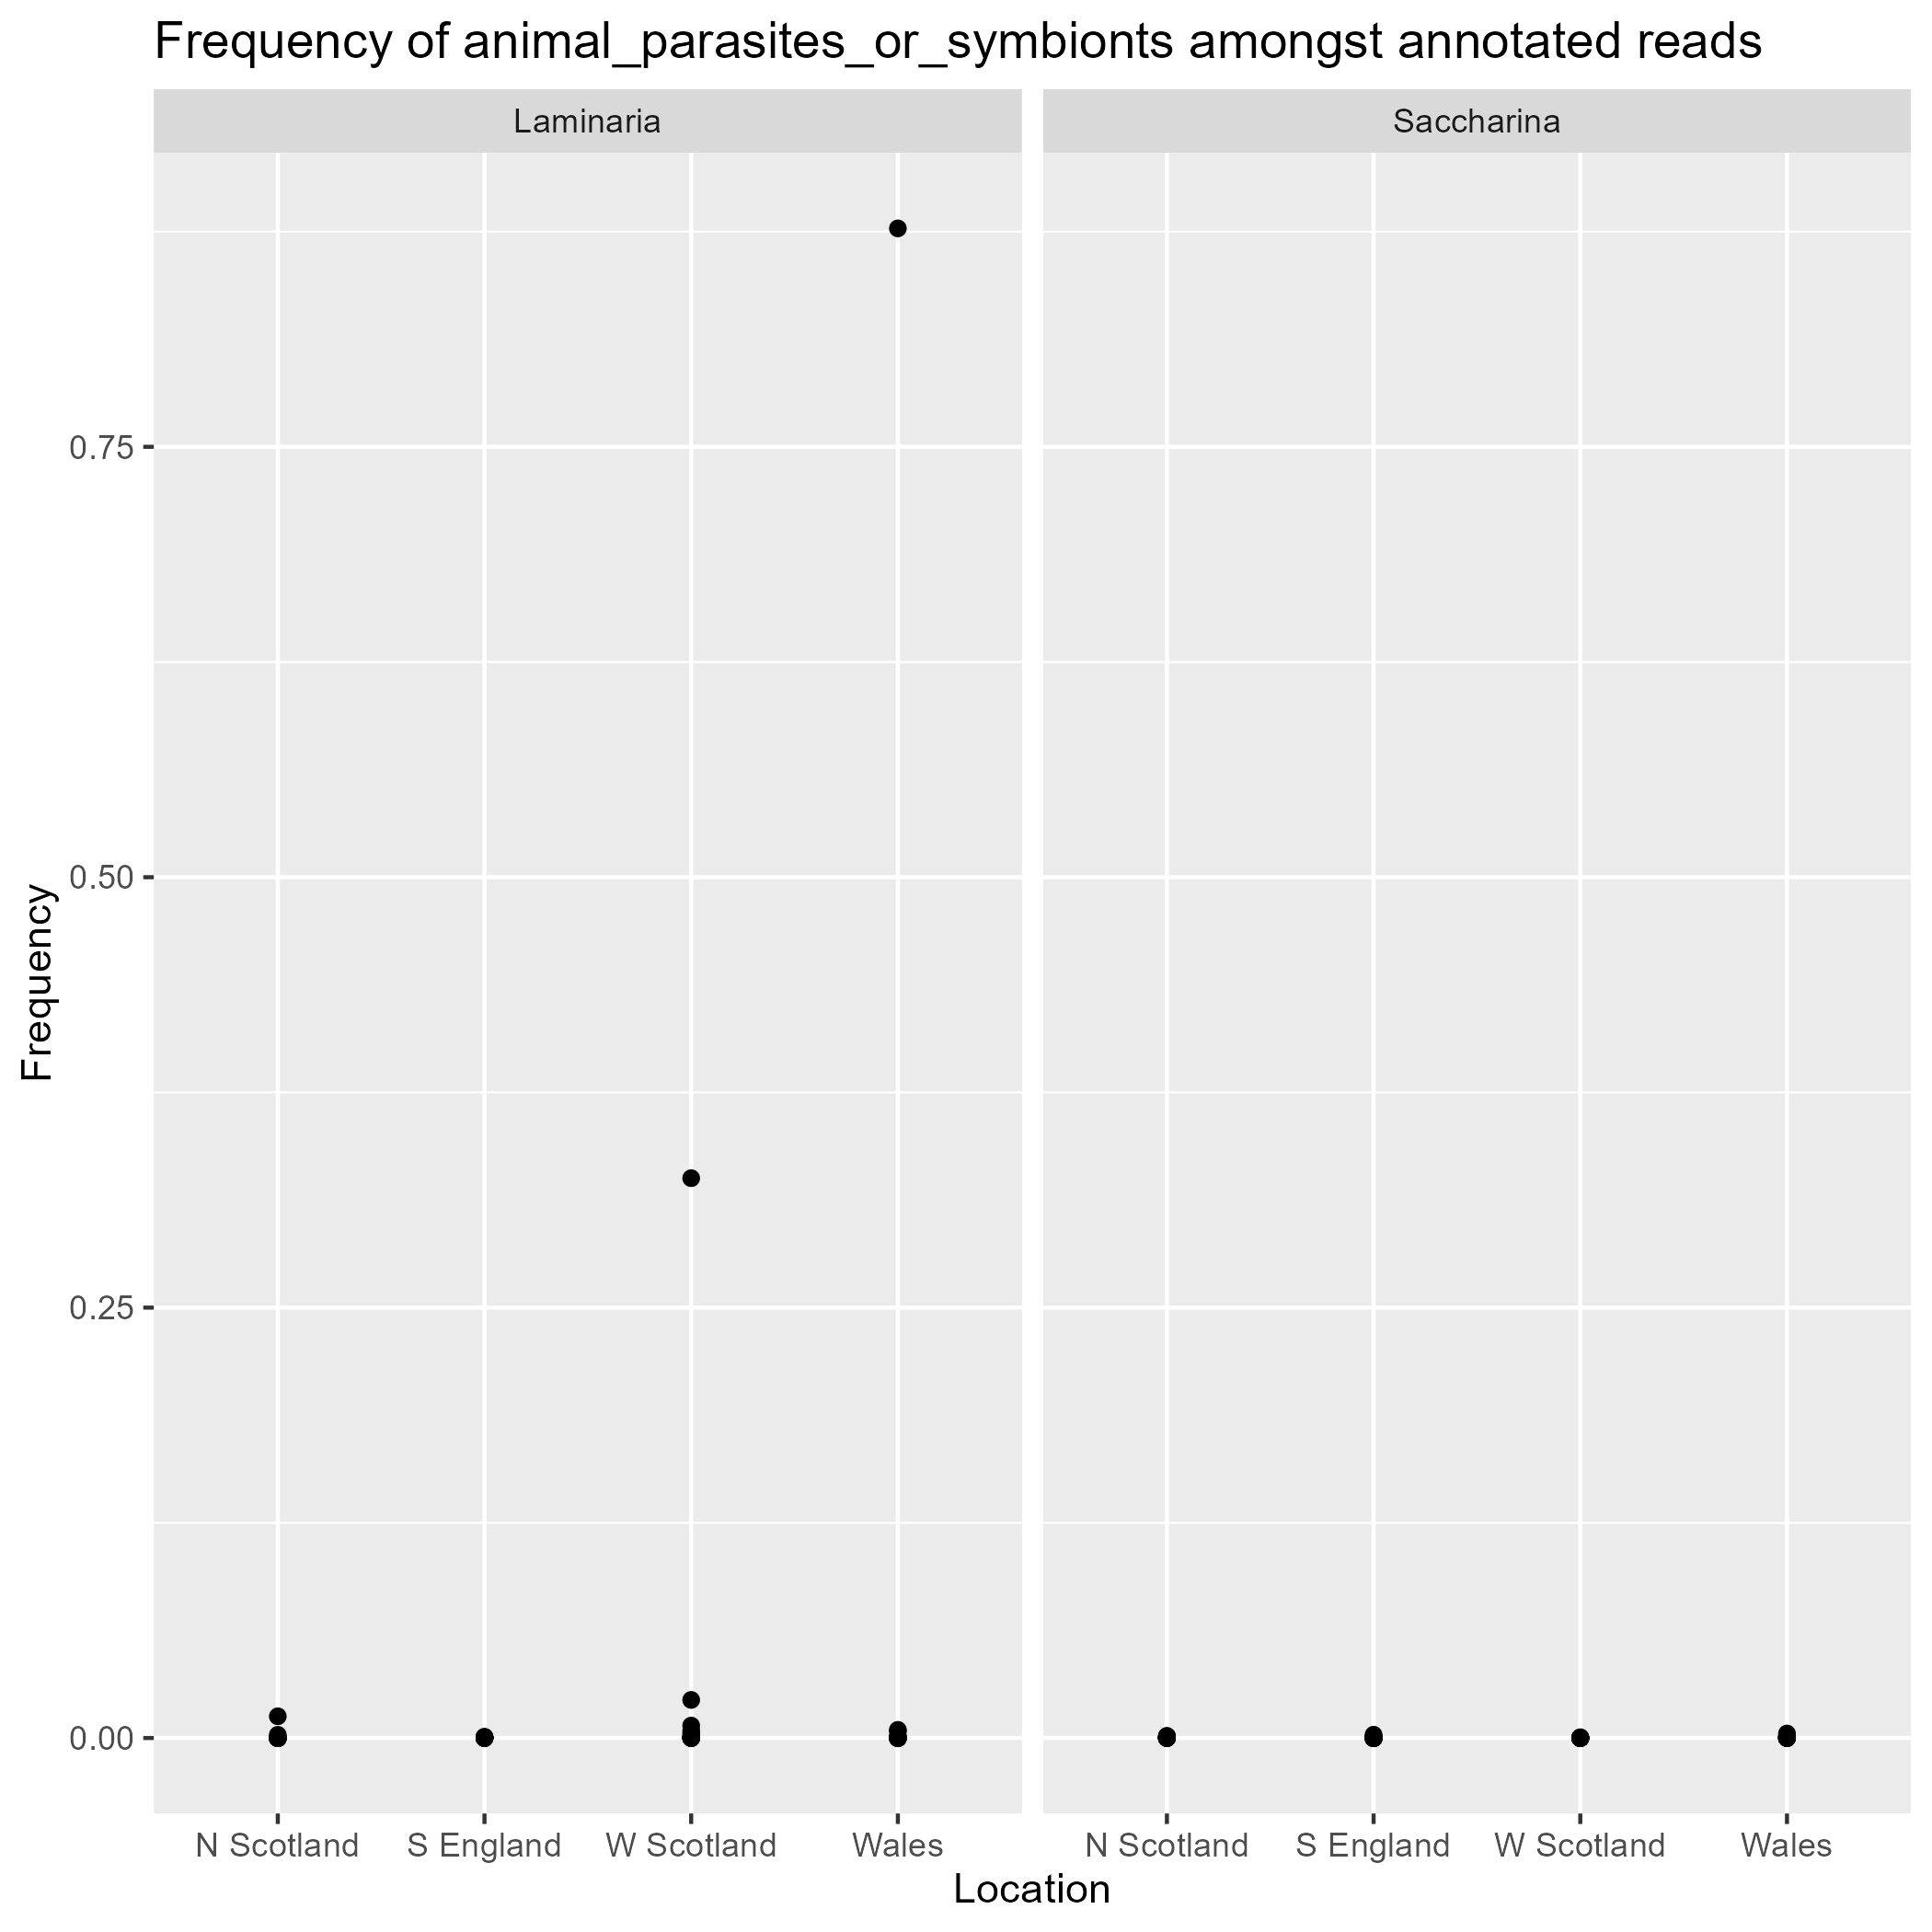 Frequency of animal_parasites_or_symbionts amongst annotated reads
Laminaria
Saccharina
Frequency
0.75
0.50
0.25
0.00
N Scotland
S England
W Scotland
Wales
N Scotland
S England
W Scotland
Wales
Location